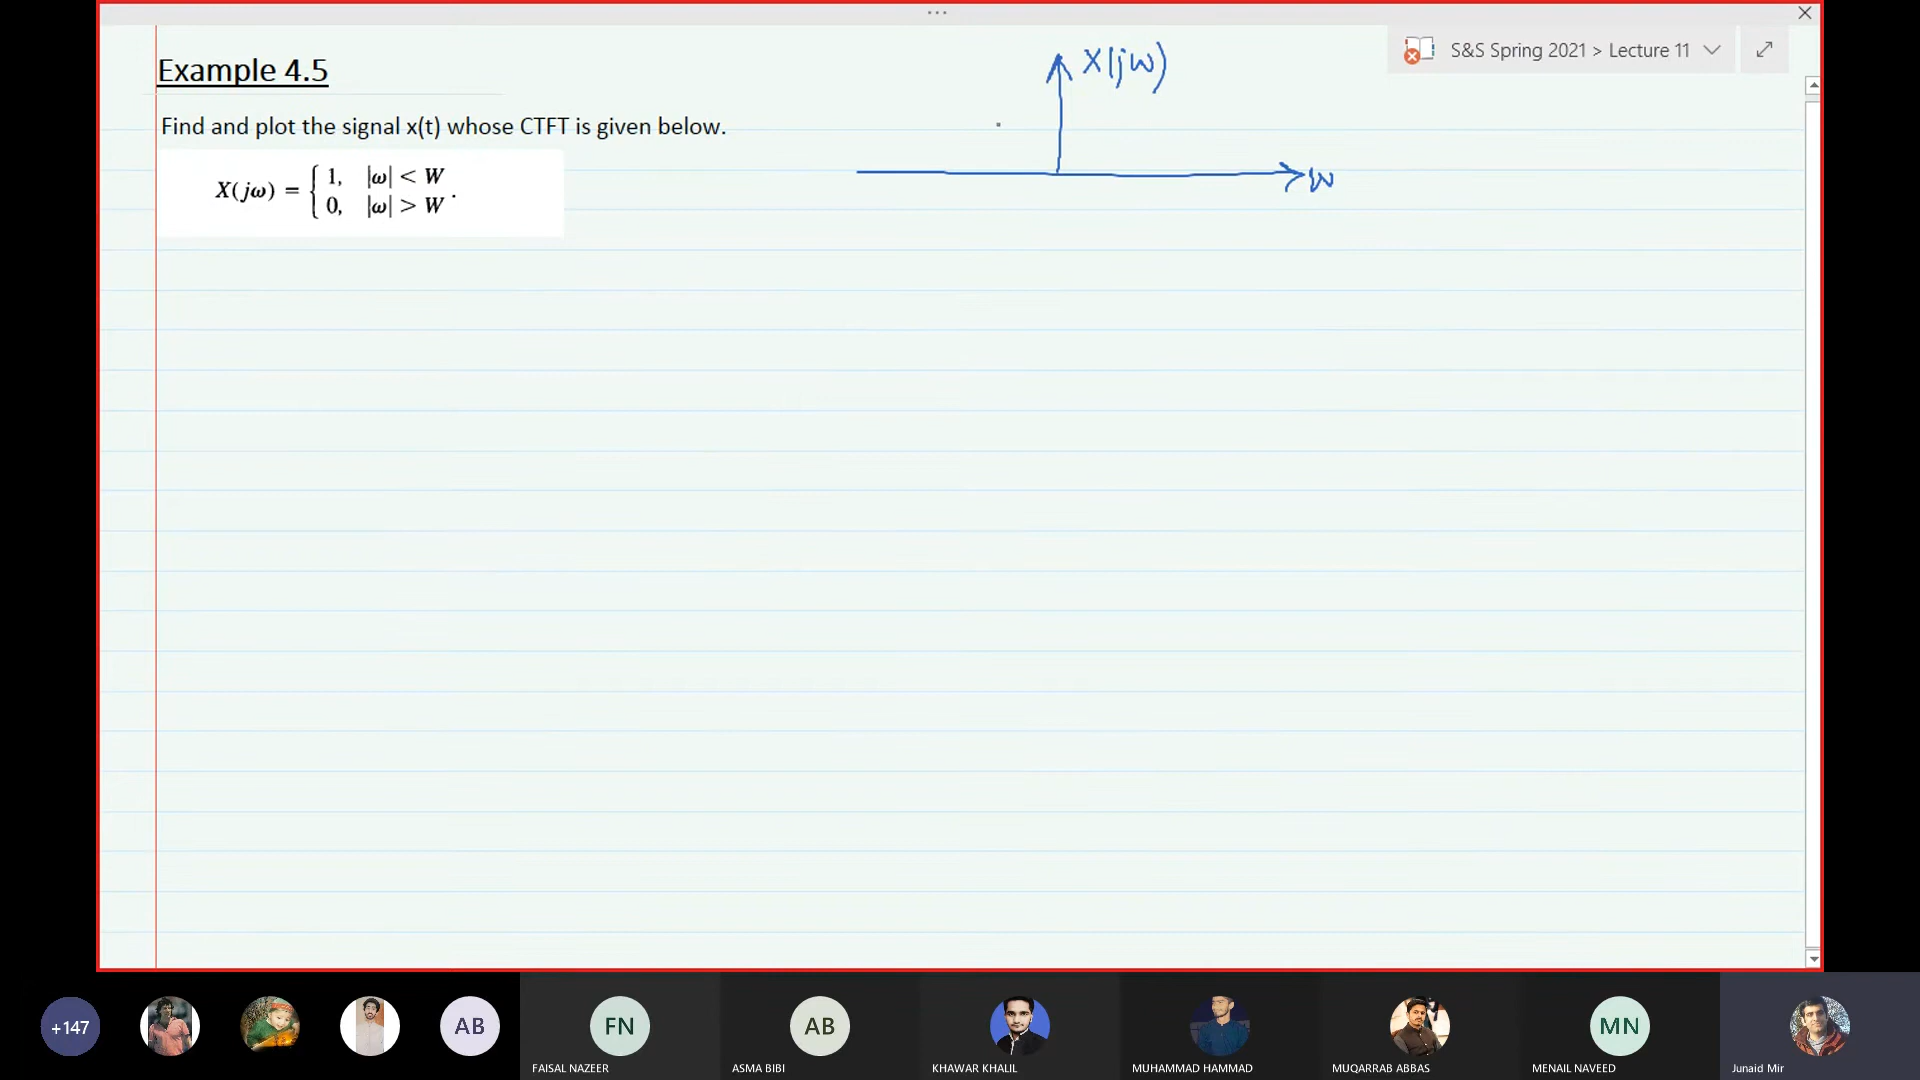 S&S Spring 2021 > Lecture 11
Example 4.5
X(jω)
Find and plot the signal x(t) whose CTFT is given below.
X(jω) = { 1, |ω| < W
0, |ω| > W .
ω
+147
AB
FN
AB
MN
FAISAL NAZEER
ASMA BIBI
KHAWAR KHALIL
MUHAMMAD HAMMAD
MUQARRAB ABBAS
MENAIL NAVEED
Junaid Mir